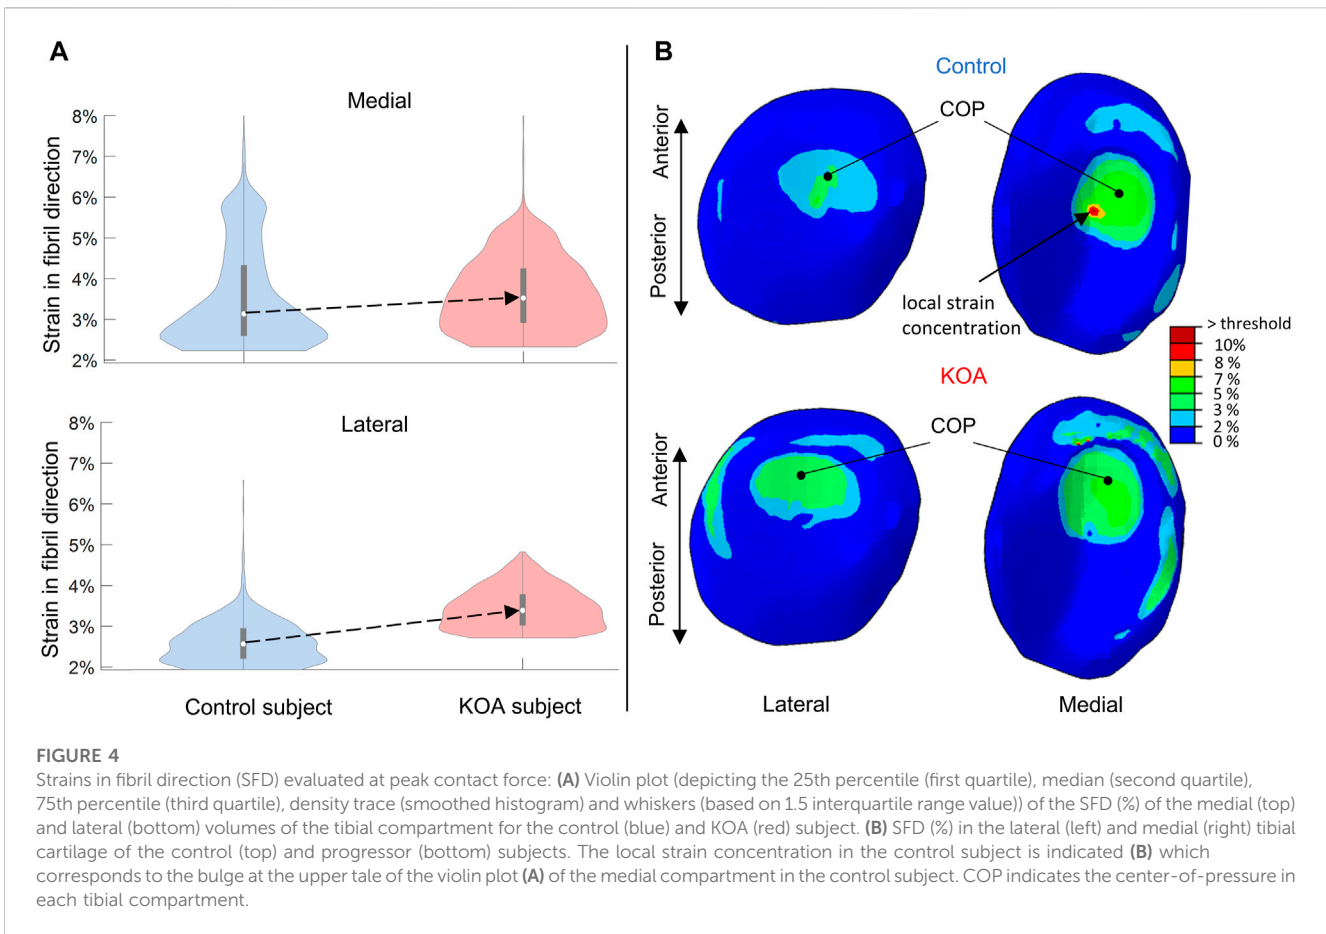 A
Medial
8%
7%
6%
5%
4%
3%
2%
Strain in fibril direction
Lateral
8%
7%
6%
5%
4%
3%
2%
Strain in fibril direction
Control subject
KOA subject
B
Control
COP
Anterior
Posterior
local strain
concentration
> threshold
10%
8 %
7 %
5 %
3 %
2 %
0 %
KOA
COP
Anterior
Posterior
Lateral
Medial
FIGURE 4
Strains in fibril direction (SFD) evaluated at peak contact force: (A) Violin plot (depicting the 25th percentile (first quartile), median (second quartile),
75th percentile (third quartile), density trace (smoothed histogram) and whiskers (based on 1.5 interquartile range value)) of the SFD (%) of the medial (top)
and lateral (bottom) volumes of the tibial compartment for the control (blue) and KOA (red) subject. (B) SFD (%) in the lateral (left) and medial (right) tibial
cartilage of the control (top) and progressor (bottom) subjects. The local strain concentration in the control subject is indicated (B) which
corresponds to the bulge at the upper tale of the violin plot (A) of the medial compartment in the control subject. COP indicates the center-of-pressure in
each tibial compartment.